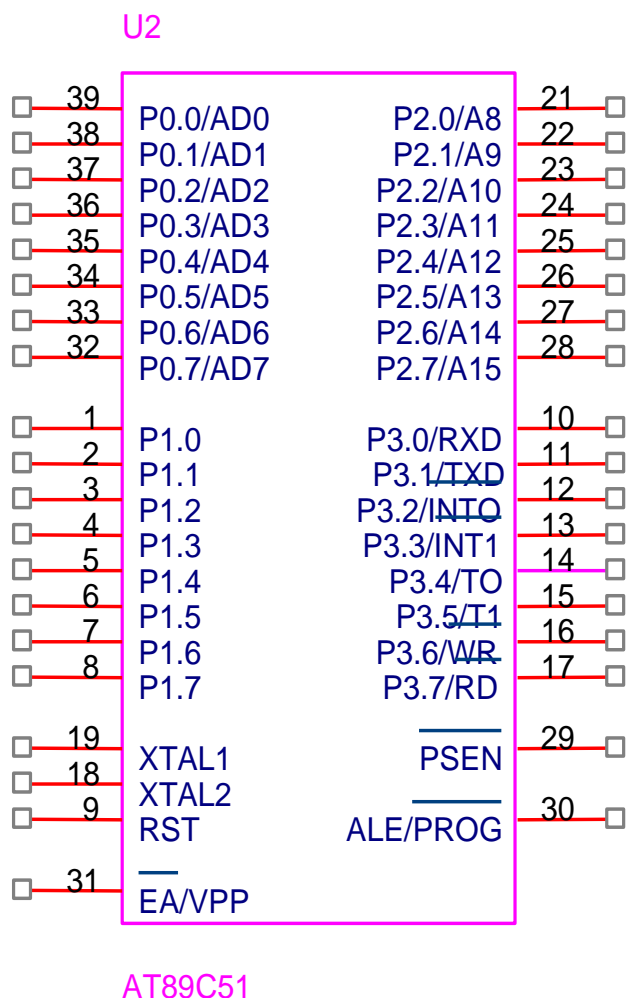 U2
39 P0.0/AD0 P2.0/A8 21
38 P0.1/AD1 P2.1/A9 22
37 P0.2/AD2 P2.2/A10 23
36 P0.3/AD3 P2.3/A11 24
35 P0.4/AD4 P2.4/A12 25
34 P0.5/AD5 P2.5/A13 26
33 P0.6/AD6 P2.6/A14 27
32 P0.7/AD7 P2.7/A15 28
1 P1.0 P3.0/RXD 10
2 P1.1 P3.1/TXD 11
3 P1.2 P3.2/INTO 12
4 P1.3 P3.3/INT1 13
5 P1.4 P3.4/TO 14
6 P1.5 P3.5/T1 15
7 P1.6 P3.6/WR 16
8 P1.7 P3.7/RD 17
19 XTAL1 PSEN 29
18 XTAL2
9 RST ALE/PROG 30
31 EA/VPP
AT89C51